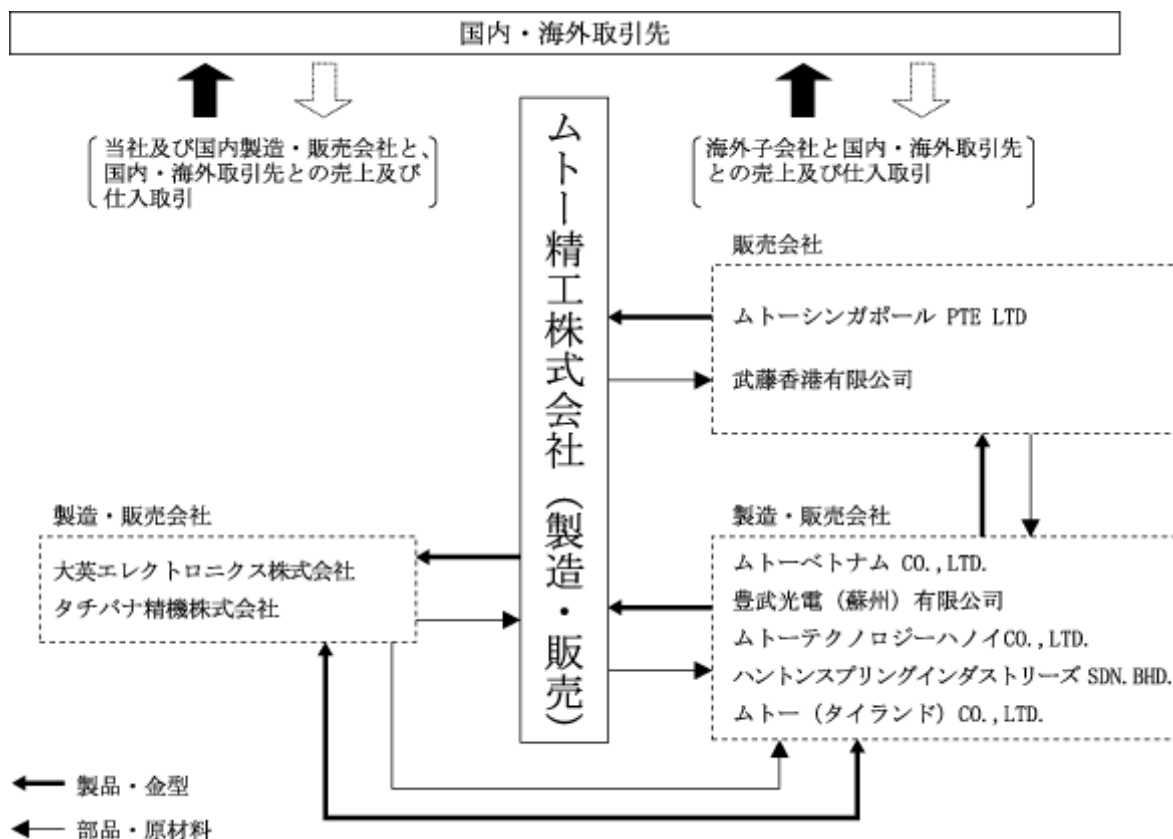 国内・海外取引先
当社及び国内製造・販売会社と、
国内・海外取引先との売上及び
仕入取引
海外子会社と国内・海外取引先
との売上及び仕入取引
ムトー精工株式会社（製造・販売）
販売会社
ムトーシンガポール PTE LTD
武藤香港有限公司
製造・販売会社
大英エレクトロニクス株式会社
タチバナ精機株式会社
製造・販売会社
ムトーベトナム CO.,LTD.
豊武光電（蘇州）有限公司
ムトーテクノロジーハノイCO.,LTD.
ハントンスプリングインダストリーズ SDN.BHD.
ムトー（タイランド）CO.,LTD.
製品・金型
部品・原材料